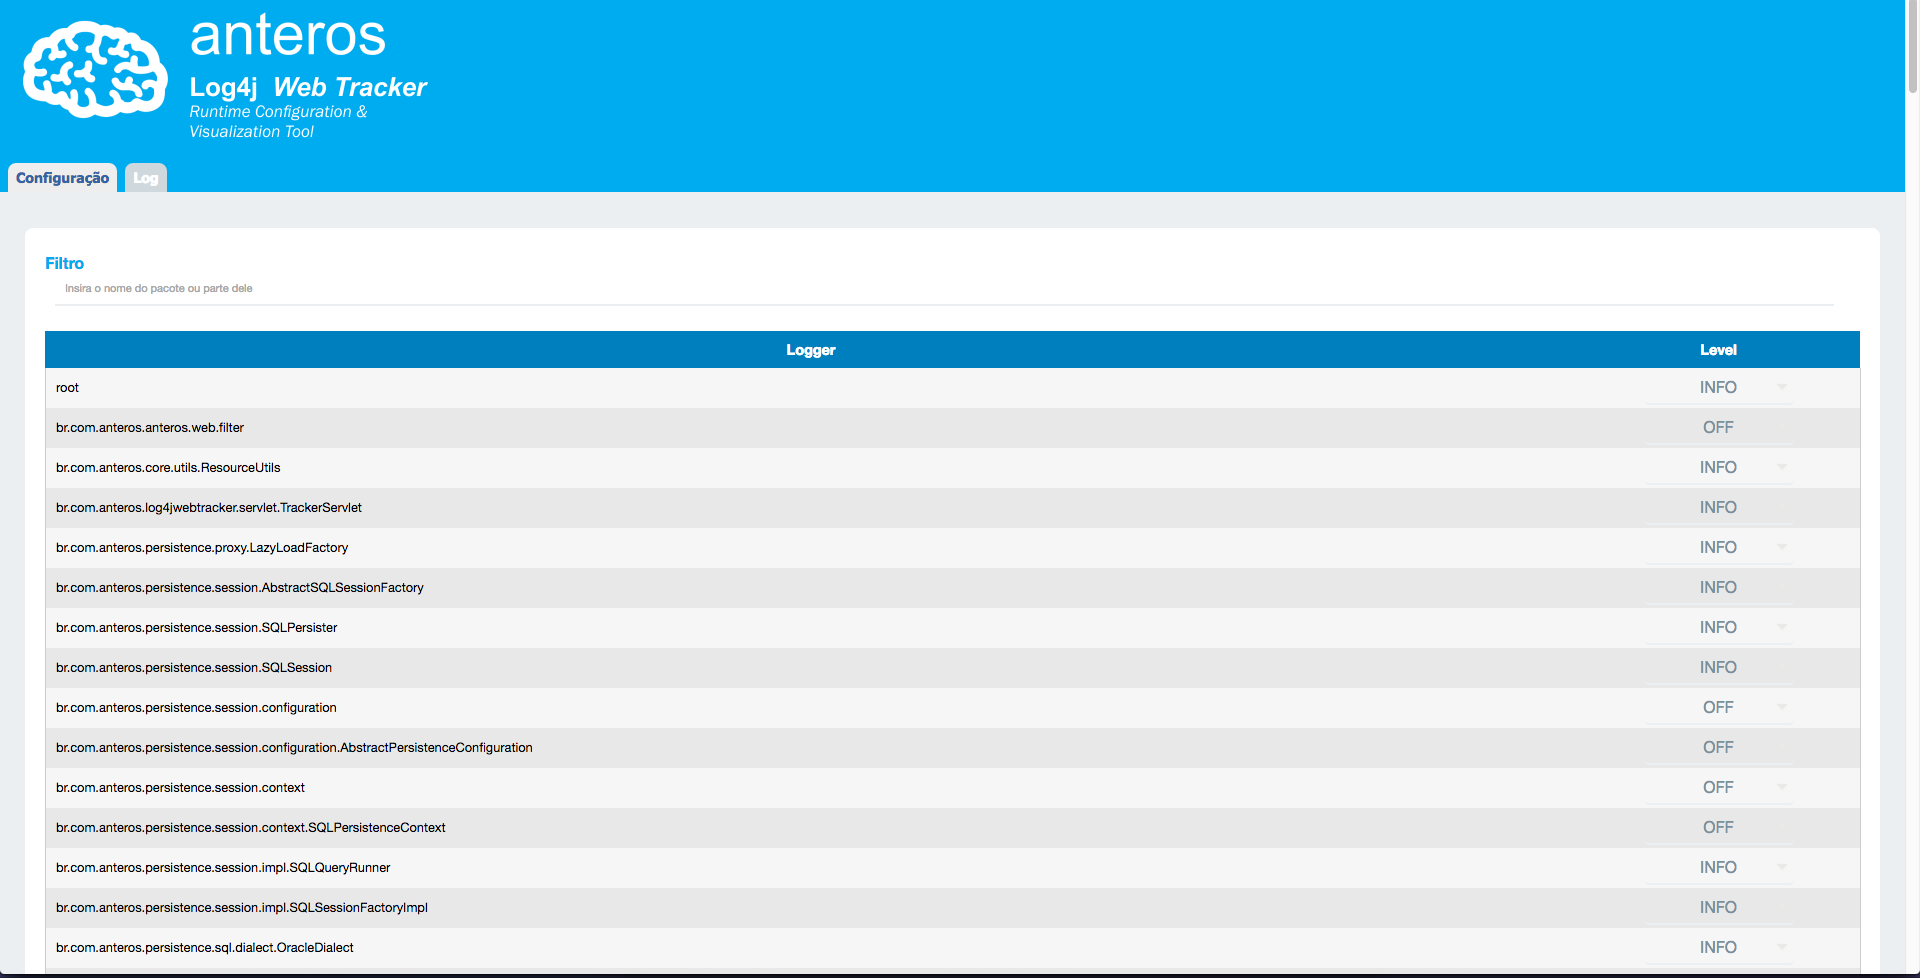 anteros
Log4j Web Tracker
Runtime Configuration &
Visualization Tool
Configuração Log
Filtro
Insira o nome do pacote ou parte dele
Logger Level
root INFO
br.com.anteros.anteros.web.filter OFF
br.com.anteros.core.utils.ResourceUtils INFO
br.com.anteros.log4jwebtracker.servlet.TrackerServlet INFO
br.com.anteros.persistence.proxy.LazyLoadFactory INFO
br.com.anteros.persistence.session.AbstractSQLSessionFactory INFO
br.com.anteros.persistence.session.SQLPersister INFO
br.com.anteros.persistence.session.SQLSession INFO
br.com.anteros.persistence.session.configuration OFF
br.com.anteros.persistence.session.configuration.AbstractPersistenceConfiguration OFF
br.com.anteros.persistence.session.context OFF
br.com.anteros.persistence.session.context.SQLPersistenceContext OFF
br.com.anteros.persistence.session.impl.SQLQueryRunner INFO
br.com.anteros.persistence.session.impl.SQLSessionFactoryImpl INFO
br.com.anteros.persistence.sql.dialect.OracleDialect INFO